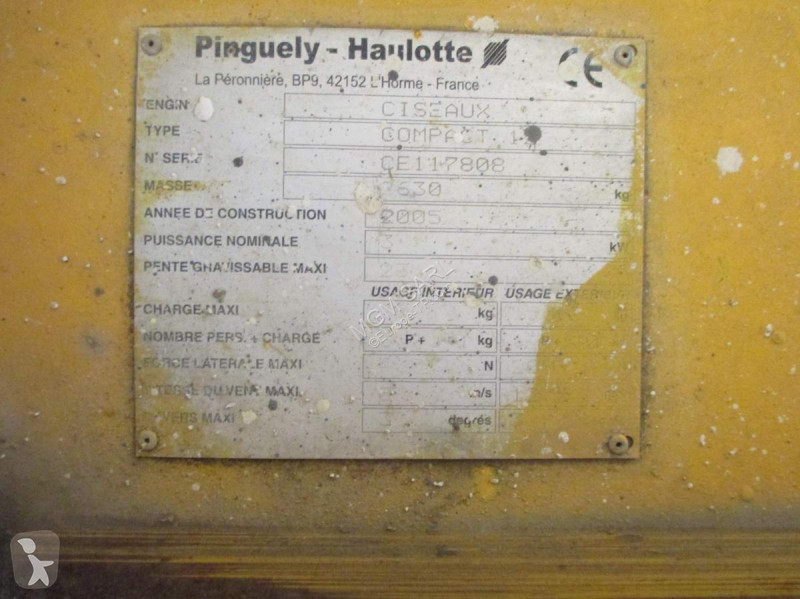 Pinguely - Haulotte
CE
La Péronnière, BP9, 42152 L'Horme - France
ENGIN CISEAUX
TYPE COMPACT
N° SERIE CE117808
MASSE 630 kg
ANNEE DE CONSTRUCTION 2005
PUISSANCE NOMINALE kW
PENTE GRAVISSABLE MAXI
USAGE INTERIEUR USAGE
CHARGE MAXI kg
NOMBRE PERS. + CHARGE P + kg
FORCE LATERALE MAXI N
VITESSE DU VENT MAXI m/s
DEVERS MAXI degrés